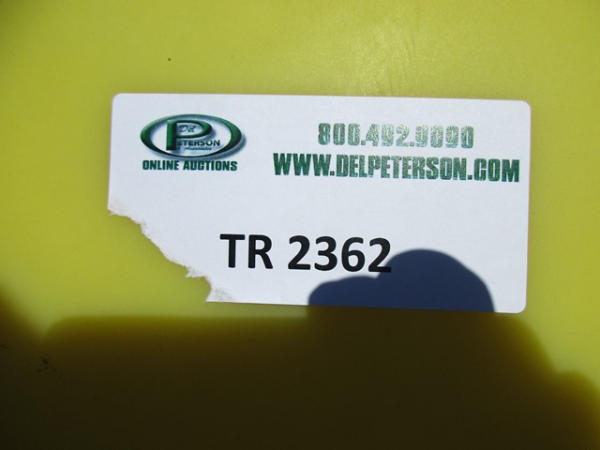 Del
PETERSON
ONLINE AUCTIONS
800.492.9090
WWW.DELPETERSON.COM
TR 2362